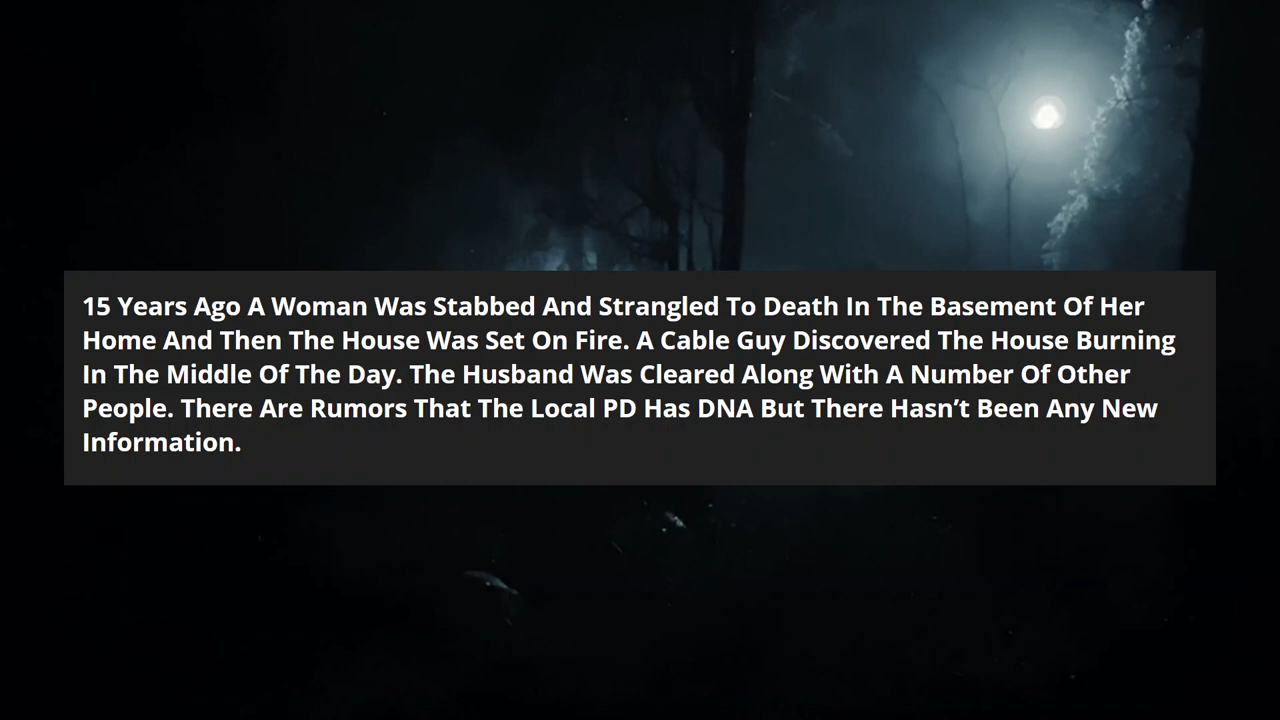 15 Years Ago A Woman Was Stabbed And Strangled To Death In The Basement Of Her
Home And Then The House Was Set On Fire. A Cable Guy Discovered The House Burning
In The Middle Of The Day. The Husband Was Cleared Along With A Number Of Other
People. There Are Rumors That The Local PD Has DNA But There Hasn’t Been Any New
Information.